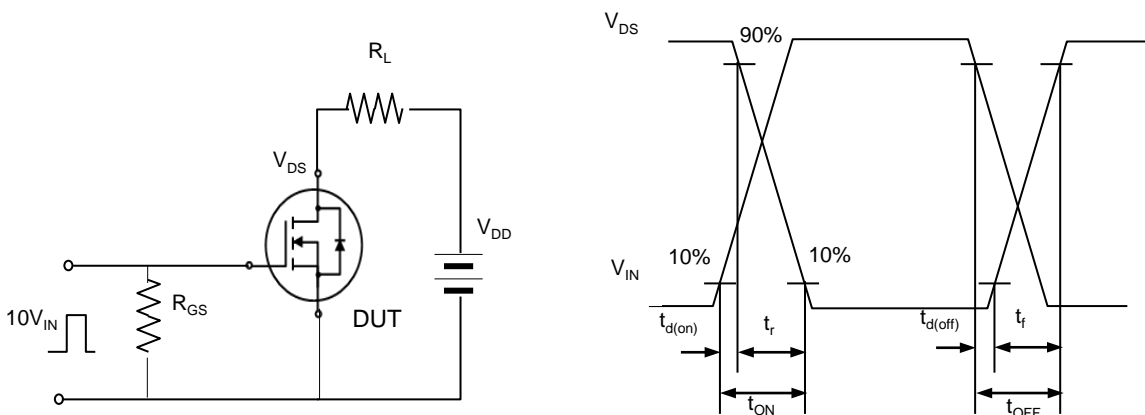 R_L
V_DS
V_DD
R_GS
10V_IN
DUT
V_DS
90%
10%
10%
V_IN
t_d(on)
t_r
t_d(off)
t_f
t_ON
t_OFF